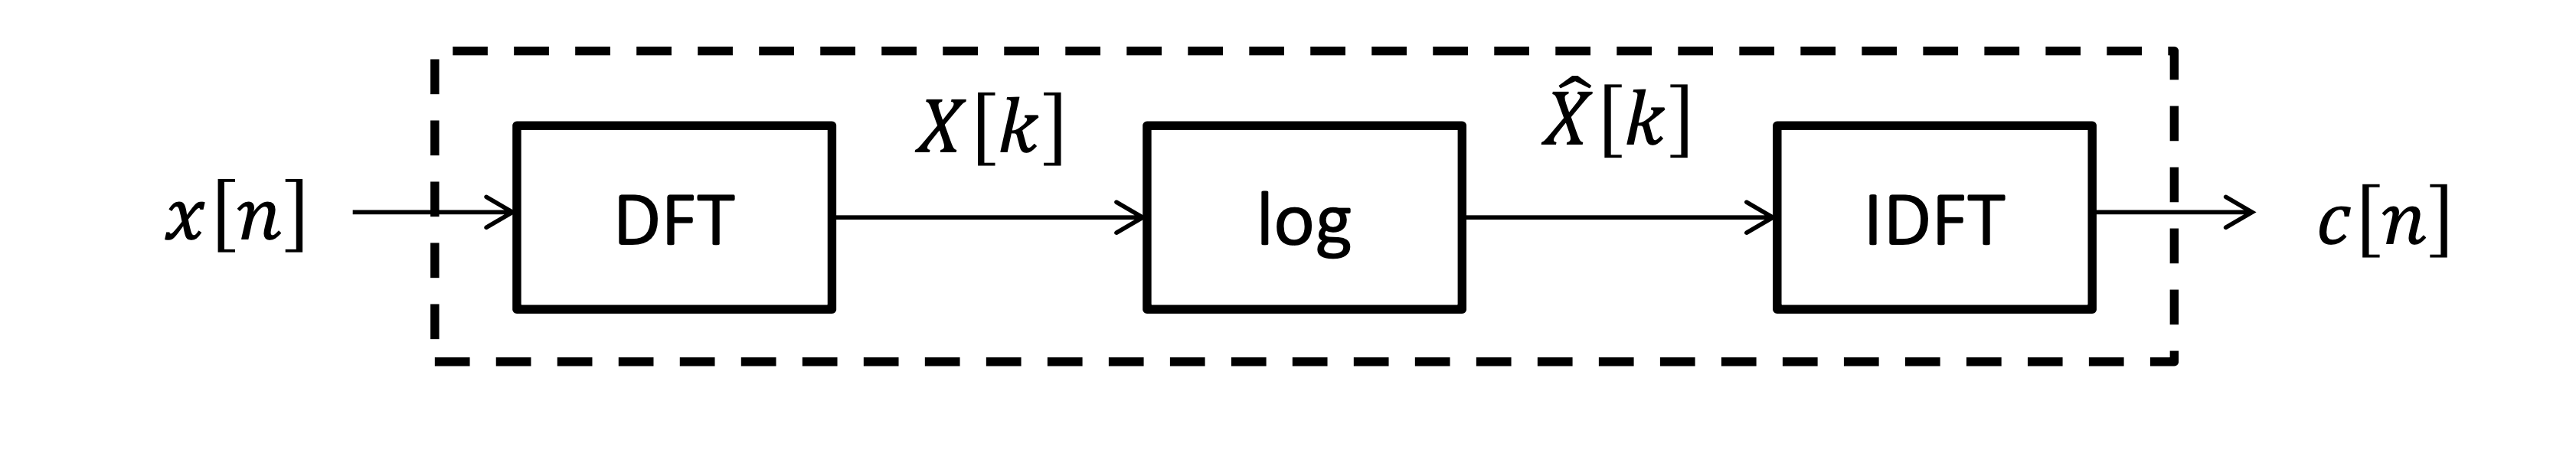 X[k]
X̂[k]
x[n]
DFT
log
IDFT
c[n]